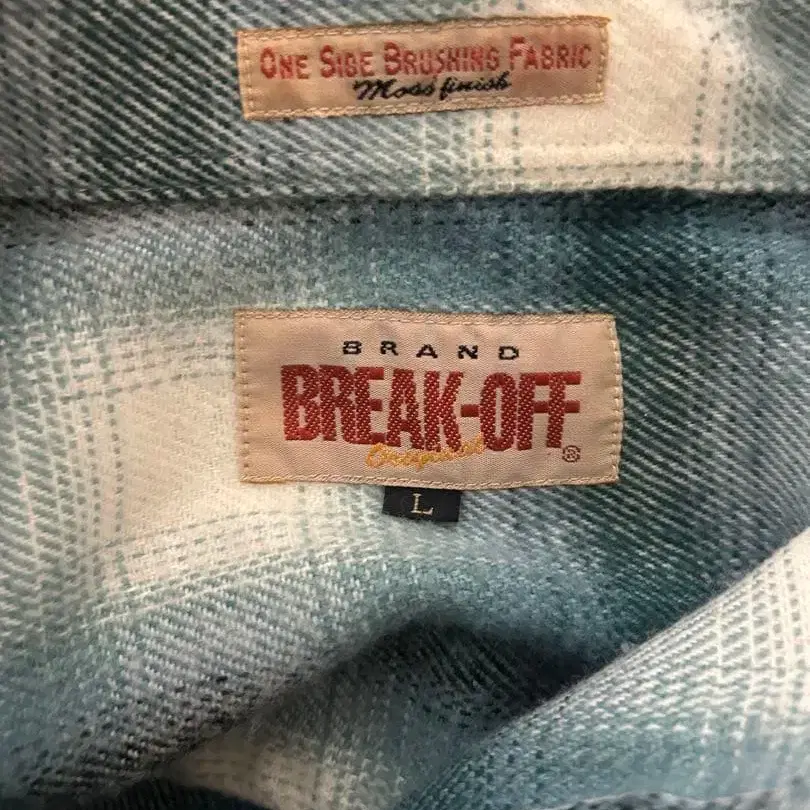 ONE SIDE BRUSHING FABRIC
Moss finish
BRAND
BREAK-OFF
Original
®
L